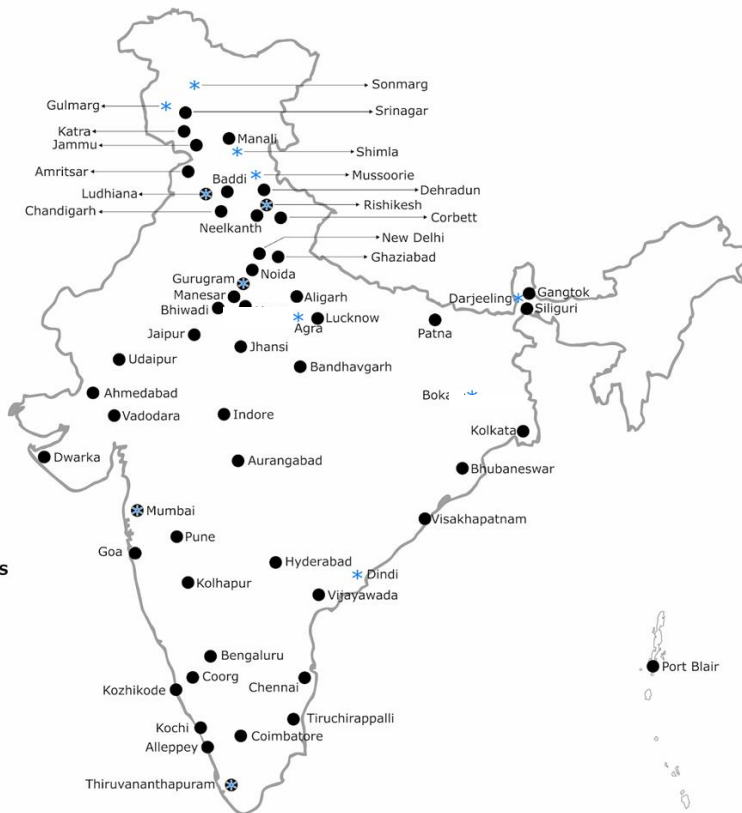 Sonmarg
Gulmarg
Srinagar
Katra
Manali
Jammu
Shimla
Amritsar
Mussoorie
Baddi
Dehradun
Ludhiana
Rishikesh
Chandigarh
Corbett
Neelkanth
New Delhi
Ghaziabad
Noida
Gurugram
Manesar
Aligarh
Bhiwadi
Darjeeling
Gangtok
Siliguri
Lucknow
Agra
Patna
Jaipur
Jhansi
Udaipur
Bandhavgarh
Ahmedabad
Boka
Vadodara
Indore
Kolkata
Dwarka
Aurangabad
Bhubaneswar
Mumbai
Visakhapatnam
Pune
Goa
Hyderabad
s
Dindi
Kolhapur
Vijayawada
Bengaluru
Port Blair
Coorg
Chennai
Kozhikode
Tiruchirappalli
Kochi
Coimbatore
Alleppey
Thiruvananthapuram